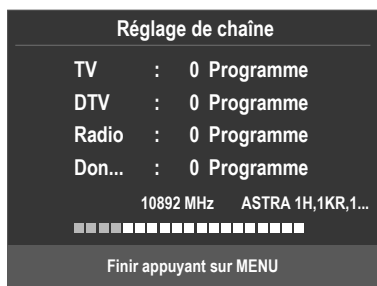 Réglage de chaîne
TV : 0 Programme
DTV : 0 Programme
Radio : 0 Programme
Don... : 0 Programme
10892 MHz ASTRA 1H,1KR,1...
Finir appuyant sur MENU